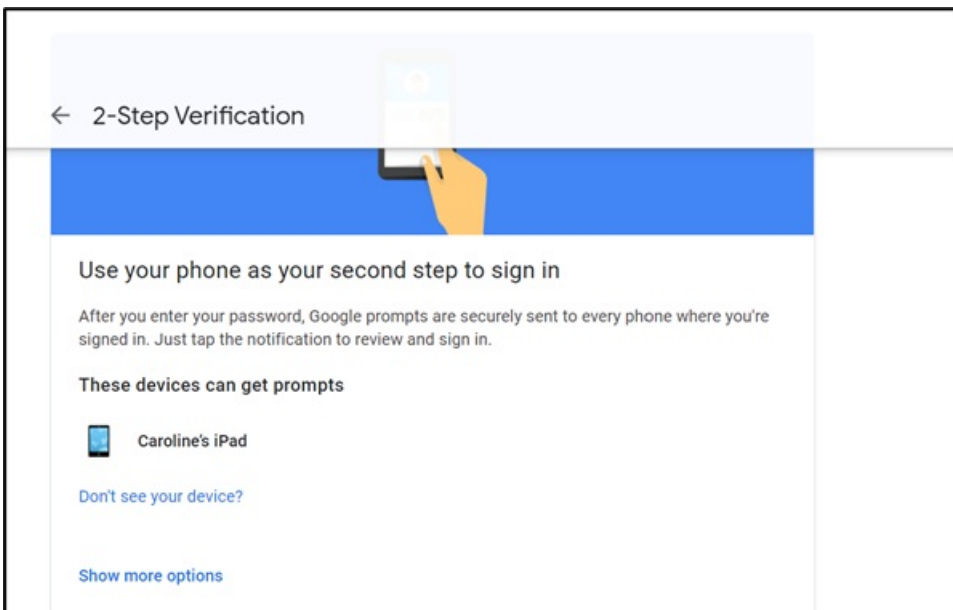 2-Step Verification
Use your phone as your second step to sign in
After you enter your password, Google prompts are securely sent to every phone where you're
signed in. Just tap the notification to review and sign in.
These devices can get prompts
Caroline's iPad
Don't see your device?
Show more options